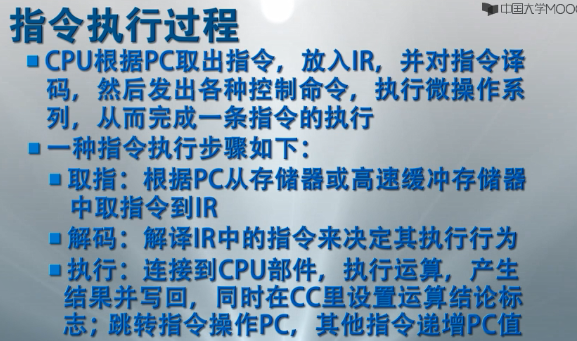 中国大学MOO
指令执行过程
CPU根据PC取出指令，放入IR，并对指令译
码，然后发出各种控制命令，执行微操作系
列，从而完成一条指令的执行
一种指令执行步骤如下：
取指：根据PC从存储器或高速缓冲存储器
中取指令到IR
解码：解译IR中的指令来决定其执行行为
执行：连接到CPU部件，执行运算，产生
结果并写回，同时在CC里设置运算结论标
志；跳转指令操作PC，其他指令递增PC值